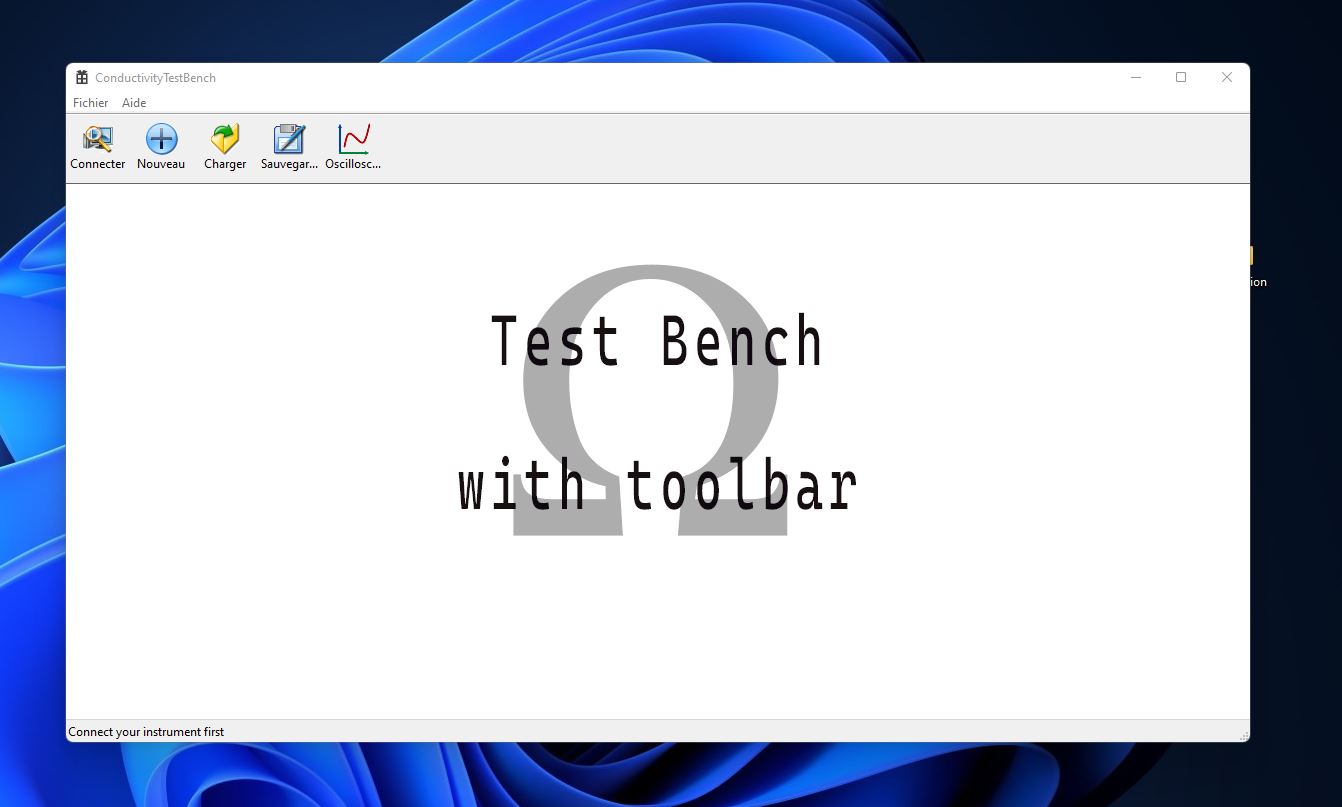 ConductivityTestBench
Fichier Aide
Connecter Nouveau Charger Sauvegar... Oscillosc...
Ω
Test Bench
with toolbar
ion
Connect your instrument first